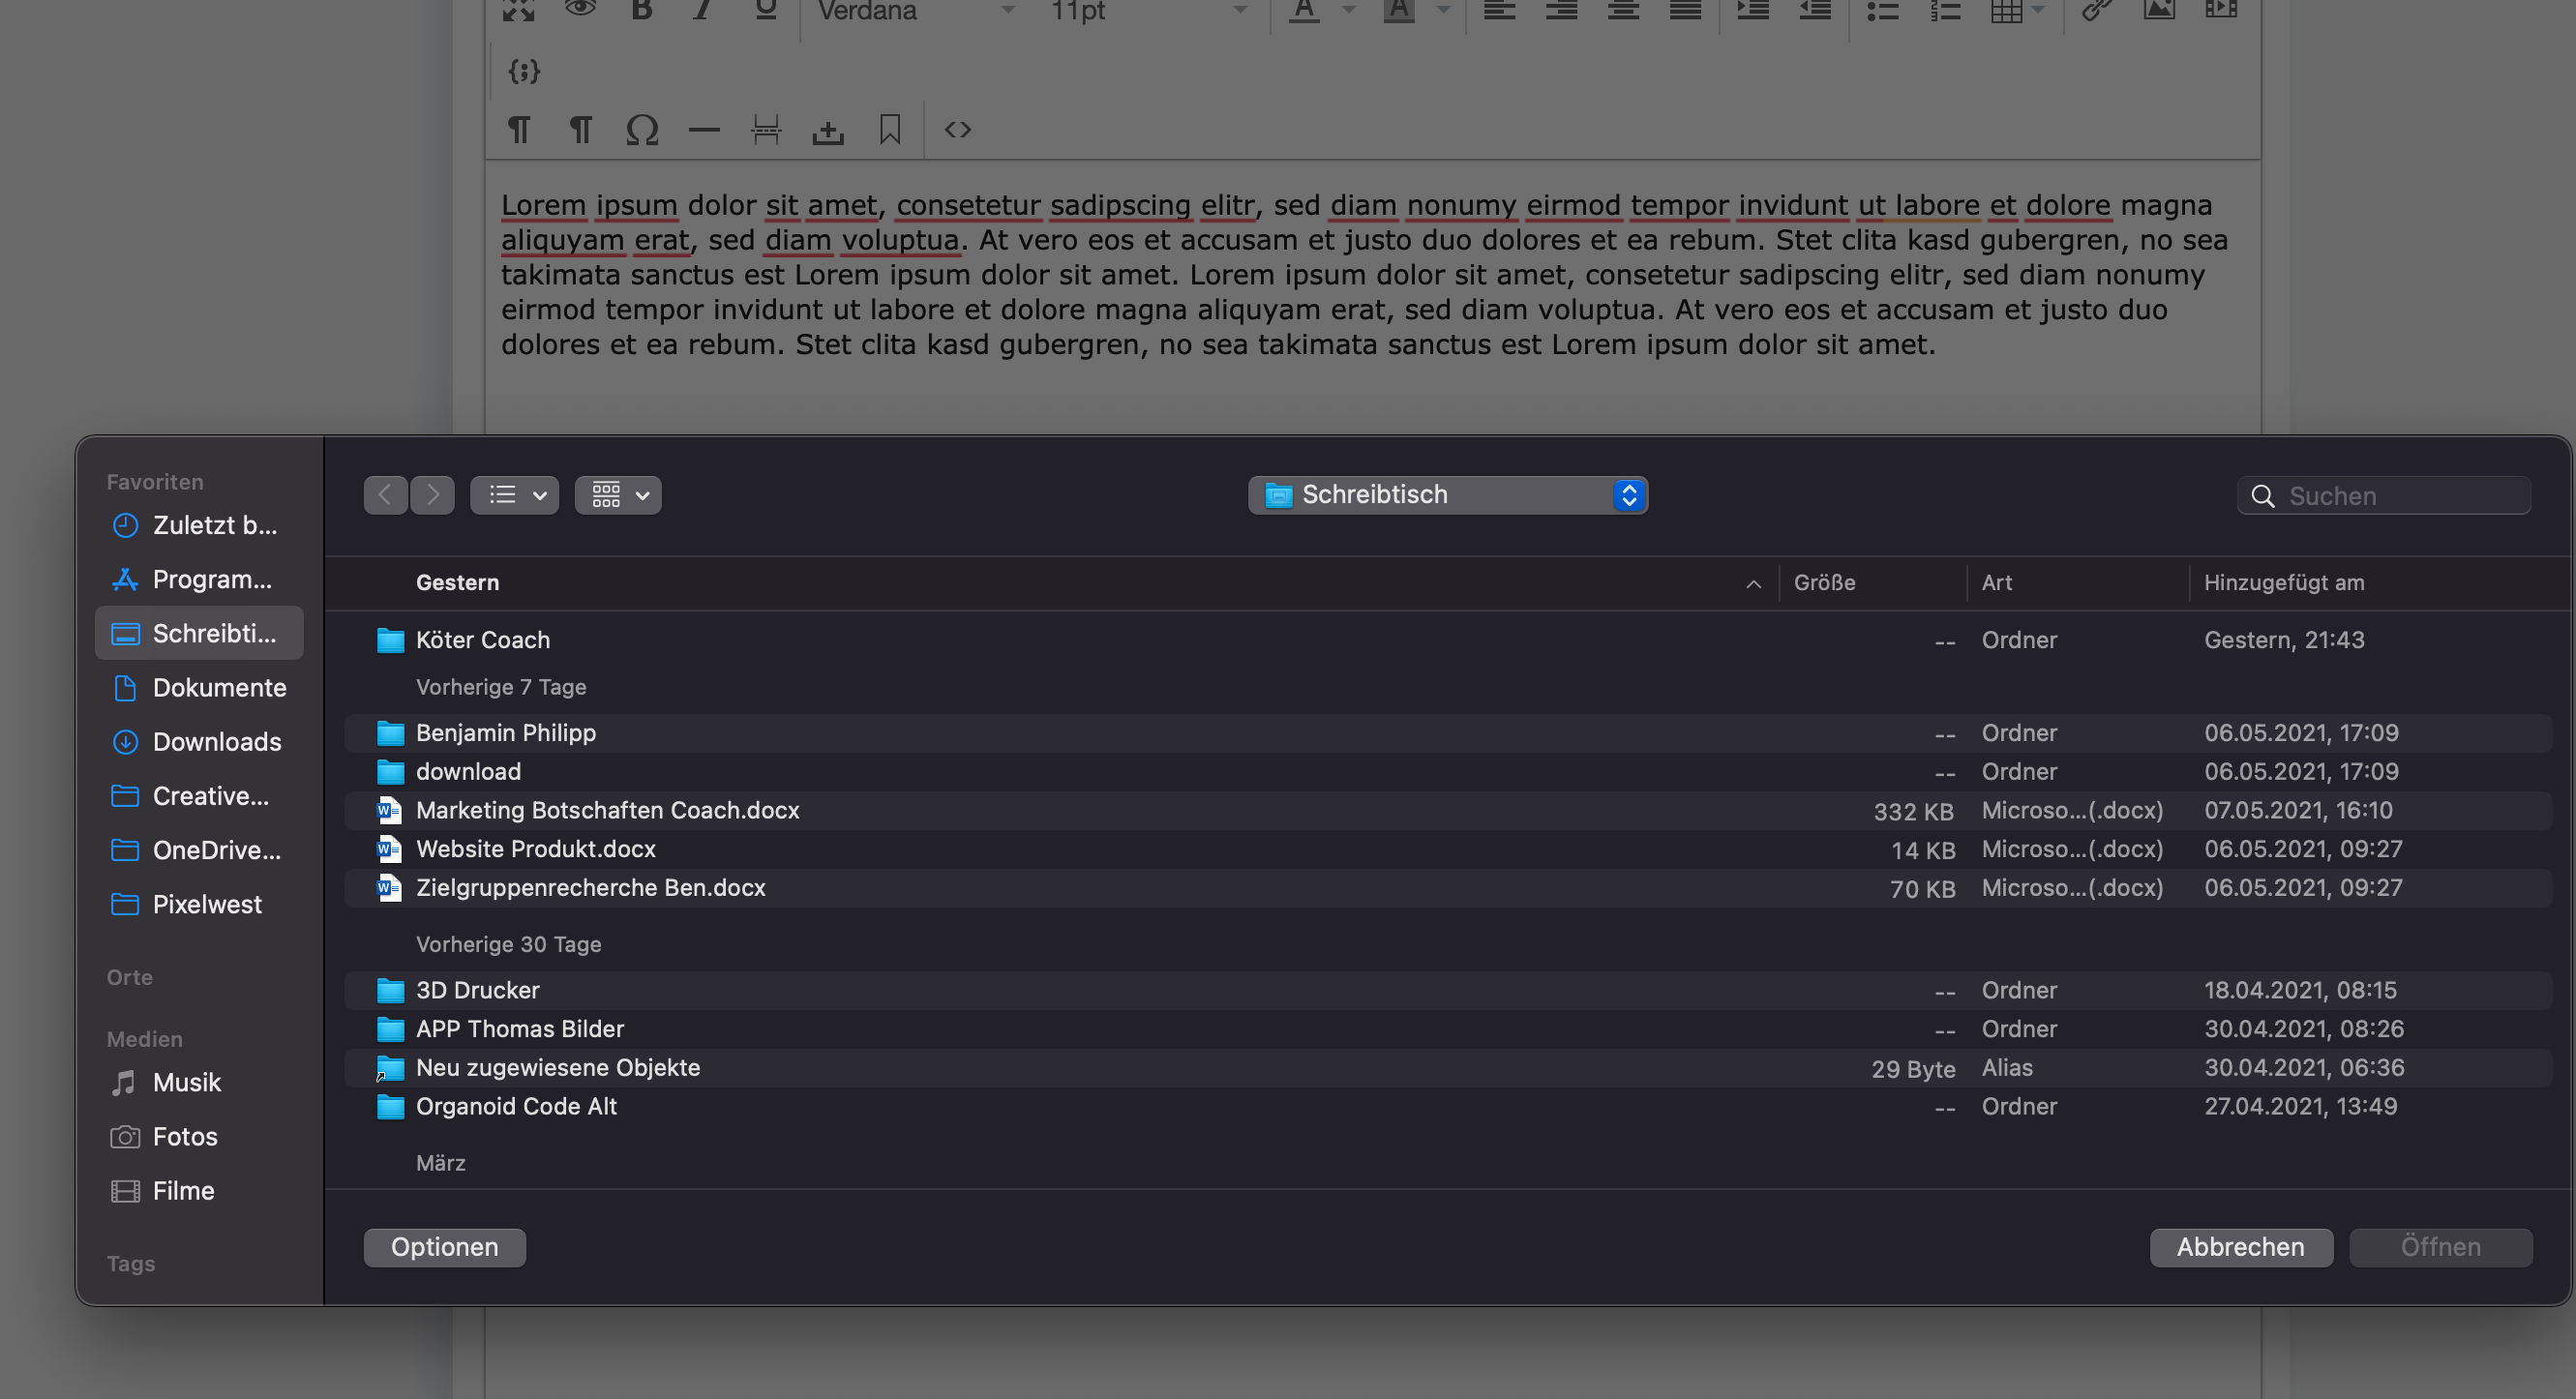 B I U Verdana 11pt A A
{;}
¶ ¶ Ω — <>
Lorem ipsum dolor sit amet, consetetur sadipscing elitr, sed diam nonumy eirmod tempor invidunt ut labore et dolore magna
aliquyam erat, sed diam voluptua. At vero eos et accusam et justo duo dolores et ea rebum. Stet clita kasd gubergren, no sea
takimata sanctus est Lorem ipsum dolor sit amet. Lorem ipsum dolor sit amet, consetetur sadipscing elitr, sed diam nonumy
eirmod tempor invidunt ut labore et dolore magna aliquyam erat, sed diam voluptua. At vero eos et accusam et justo duo
dolores et ea rebum. Stet clita kasd gubergren, no sea takimata sanctus est Lorem ipsum dolor sit amet.
Favoriten
Zuletzt b...
Program...
Schreibti...
Dokumente
Downloads
Creative...
OneDrive...
Pixelwest
Orte
Medien
Musik
Fotos
Filme
Tags
Schreibtisch
Suchen
Gestern Größe Art Hinzugefügt am
Köter Coach -- Ordner Gestern, 21:43
Vorherige 7 Tage
Benjamin Philipp -- Ordner 06.05.2021, 17:09
download -- Ordner 06.05.2021, 17:09
Marketing Botschaften Coach.docx 332 KB Microso...(.docx) 07.05.2021, 16:10
Website Produkt.docx 14 KB Microso...(.docx) 06.05.2021, 09:27
Zielgruppenrecherche Ben.docx 70 KB Microso...(.docx) 06.05.2021, 09:27
Vorherige 30 Tage
3D Drucker -- Ordner 18.04.2021, 08:15
APP Thomas Bilder -- Ordner 30.04.2021, 08:26
Neu zugewiesene Objekte 29 Byte Alias 30.04.2021, 06:36
Organoid Code Alt -- Ordner 27.04.2021, 13:49
März
Optionen
Abbrechen
Öffnen